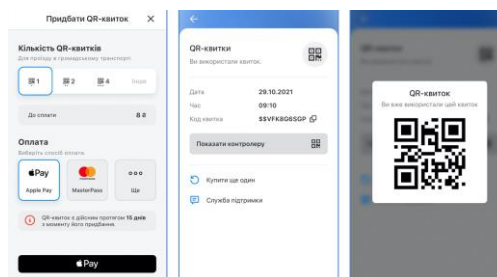 Придбати QR-квиток
Кількість QR-квитків
Для проїзду в громадському транспорті
1
2
4
Інше
До сплати
8 ₴
Оплата
Виберіть спосіб оплати
Pay
Apple Pay
MasterPass
Ще
QR-квиток є дійсним протягом 15 днів
з моменту його придбання.
Pay
QR-квитки
Ви використали квиток.
Дата
29.10.2021
Час
09:10
Код квитка
S$VFK8G6SGP
Показати контролеру
Купити ще один
Служба підтримки
QR-квиток
Ви вже використали цей квиток